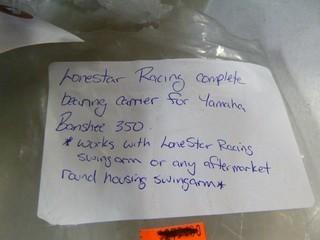 Lonestar Racing complete
bearing carrier for Yamaha
Banshee 350.
* works with LoneStar Racing
swingarm or any aftermarket
round housing swingarm*